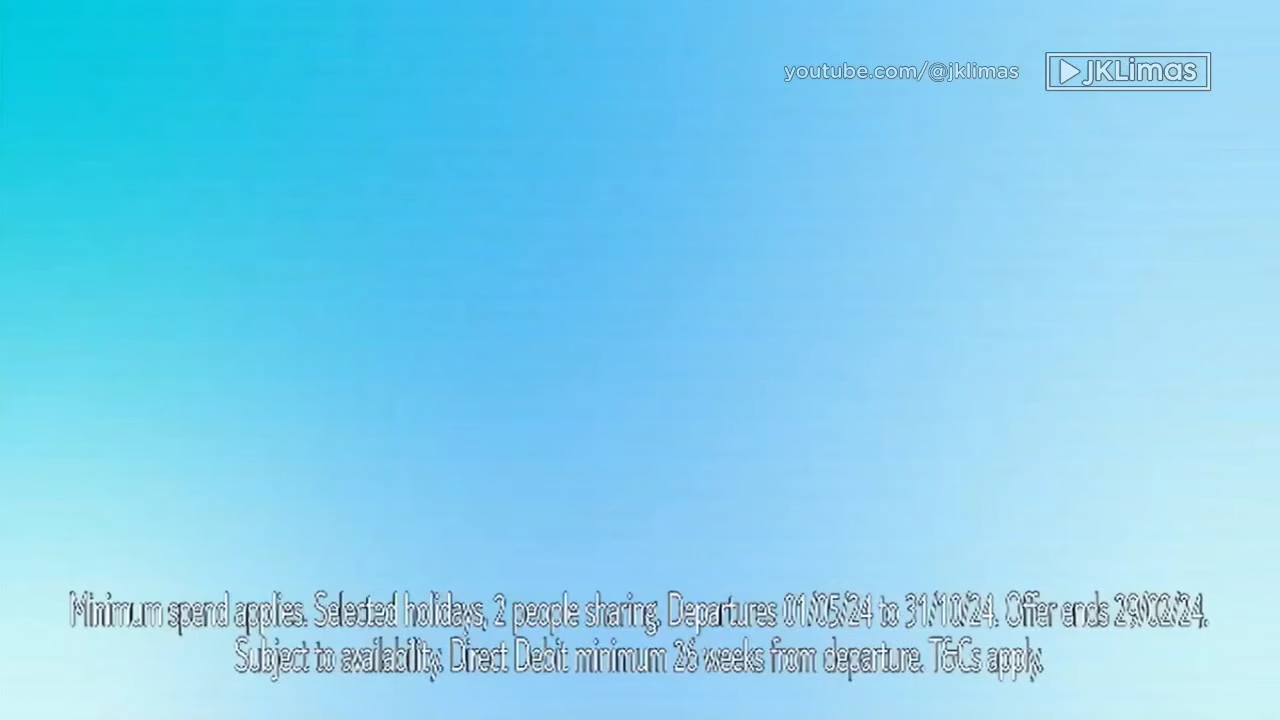 youtube.com/@jklimas JKLimas
Minimum spend applies. Selected holidays, 2 people sharing. Departures 01/05/24 to 31/10/24. Offer ends 29/02/24.
Subject to availability. Direct Debit minimum 26 weeks from departure. T&Cs apply.